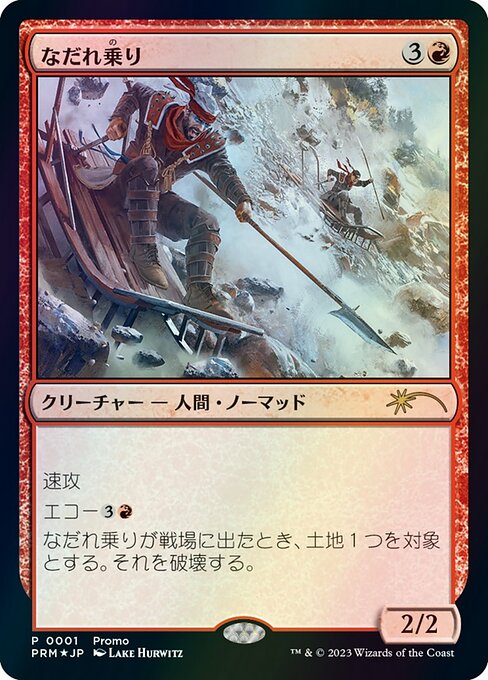 なだれ乗り
の
3
クリーチャー — 人間・ノーマッド
速攻
エコー3
なだれ乗りが戦場に出たとき、土地1つを対象
とする。それを破壊する。
2/2
P 0001 Promo
PRM★JP Lake Hurwitz
™ & © 2023 Wizards of the Coast